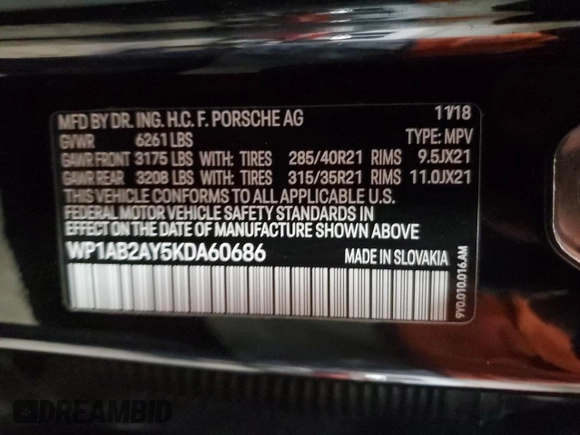 MFD BY DR. ING. H.C. F. PORSCHE AG 11/18
GVWR 6261 LBS TYPE: MPV
GAWR FRONT 3175 LBS WITH: TIRES 285/40R21 RIMS 9.5JX21
GAWR REAR 3208 LBS WITH: TIRES 315/35R21 RIMS 11.0JX21
THIS VEHICLE CONFORMS TO ALL APPLICABLE U.S.
FEDERAL MOTOR VEHICLE SAFETY STANDARDS IN
EFFECT ON THE DATE OF MANUFACTURE SHOWN ABOVE
WP1AB2AY5KDA60686 MADE IN SLOVAKIA
9Y0.010.016.AM
DREAMBID